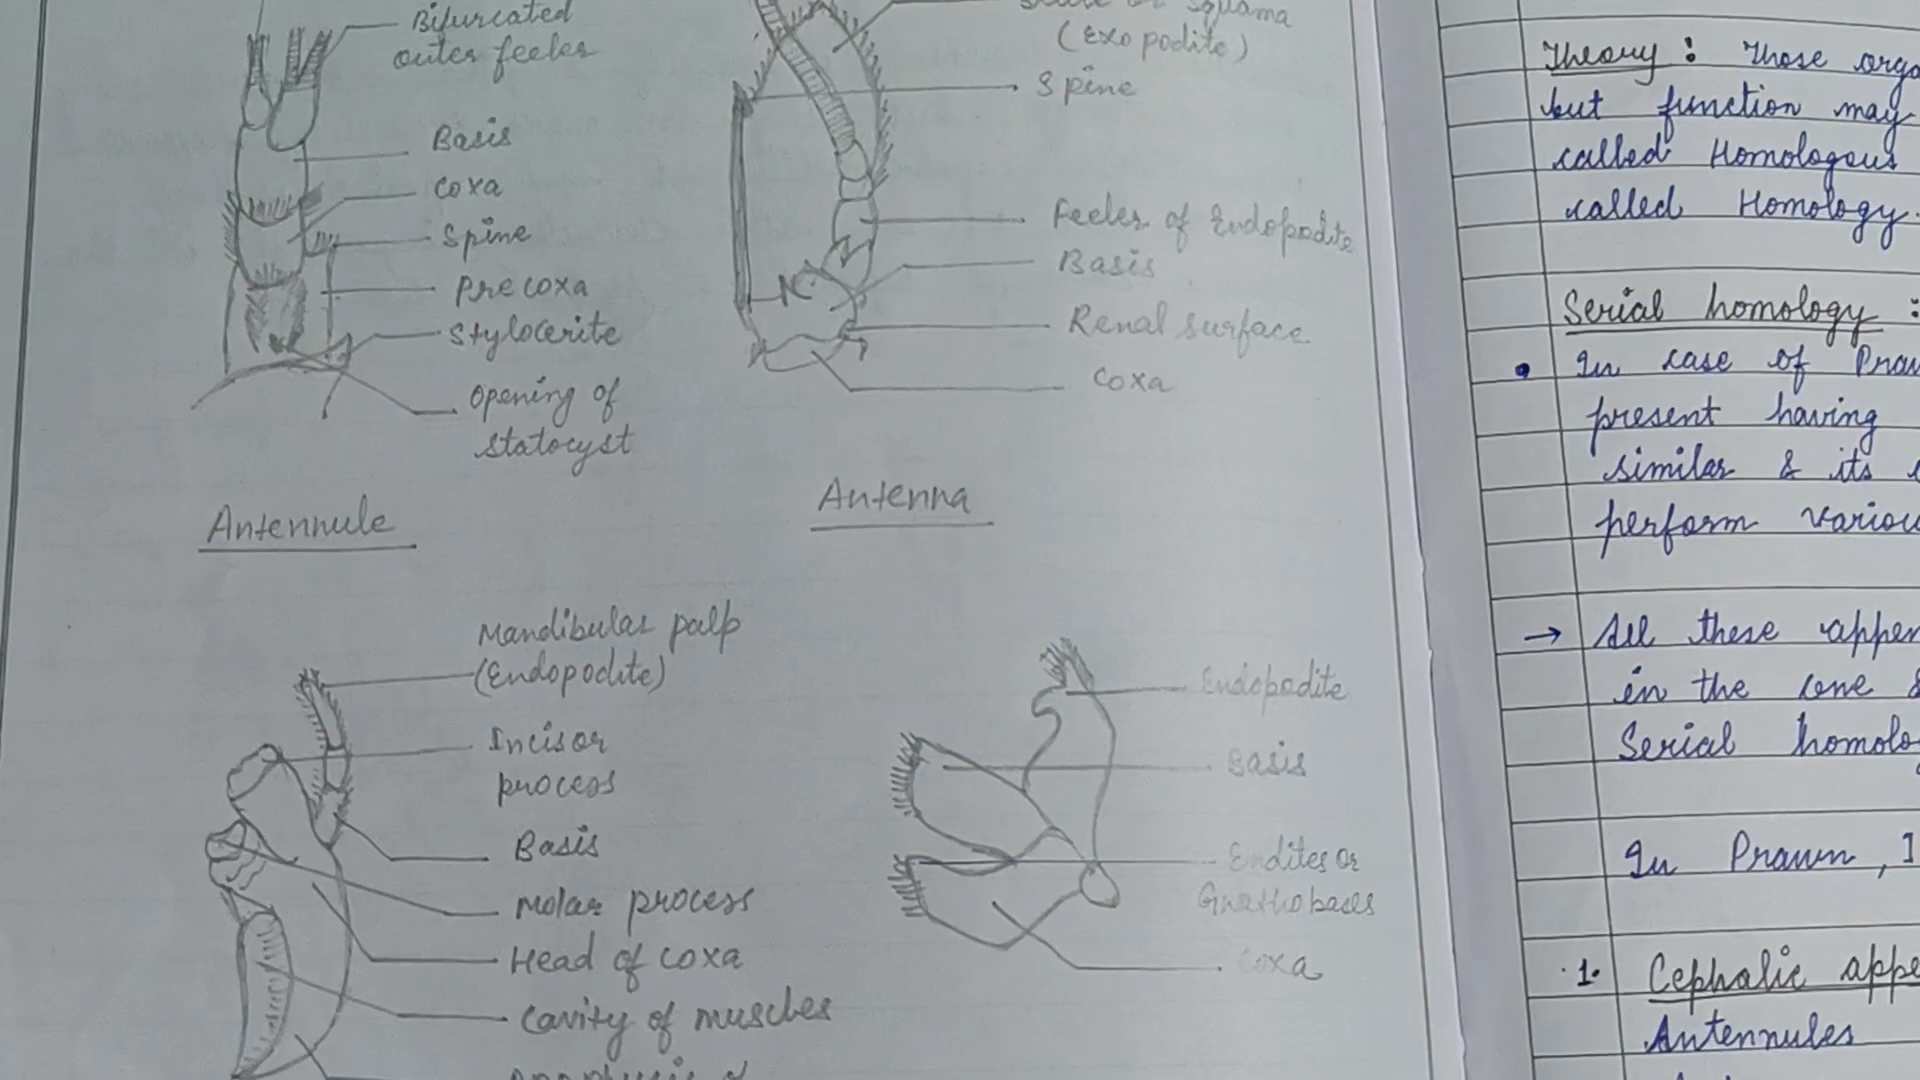 Bifurcated
outer feeler
Basis
Coxa
Spine
Precoxa
Stylocerite
Opening of
statocyst
Antennule
Squama
(Exopodite)
Spine
Feeler of Endopodite
Basis
Renal surface
Coxa
Antenna
Mandibular palp
(Endopodite)
Incisor
process
Basis
Molar process
Head of coxa
Cavity of muscles
Endopodite
Basis
Endites or
Gnathobases
Coxa
Theory : Those
but function may
called Homologous
called Homology.
Serial homology :
• In case of
present having
similar & its
perform
→ All these
in the one
Serial
In Prawn,
1. Cephalic
Antennules